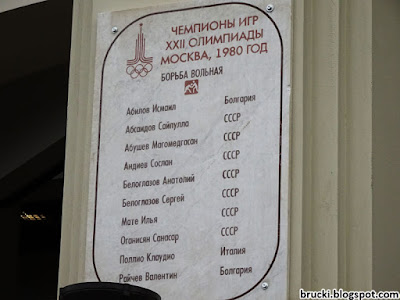 ЧЕМПИОНЫ ИГР
XXII ОЛИМПИАДЫ
МОСКВА, 1980 ГОД
БОРЬБА ВОЛЬНАЯ
Абилов Исмаил Болгария
Абсаидов Сайпулла СССР
Абушев Магомедгасан СССР
Андиев Сослан СССР
Белоглазов Анатолий СССР
Белоглазов Сергей СССР
Мате Илья СССР
Оганисян Санасар СССР
Поллио Клаудио Италия
Райчев Валентин Болгария
brucki.blogspot.com